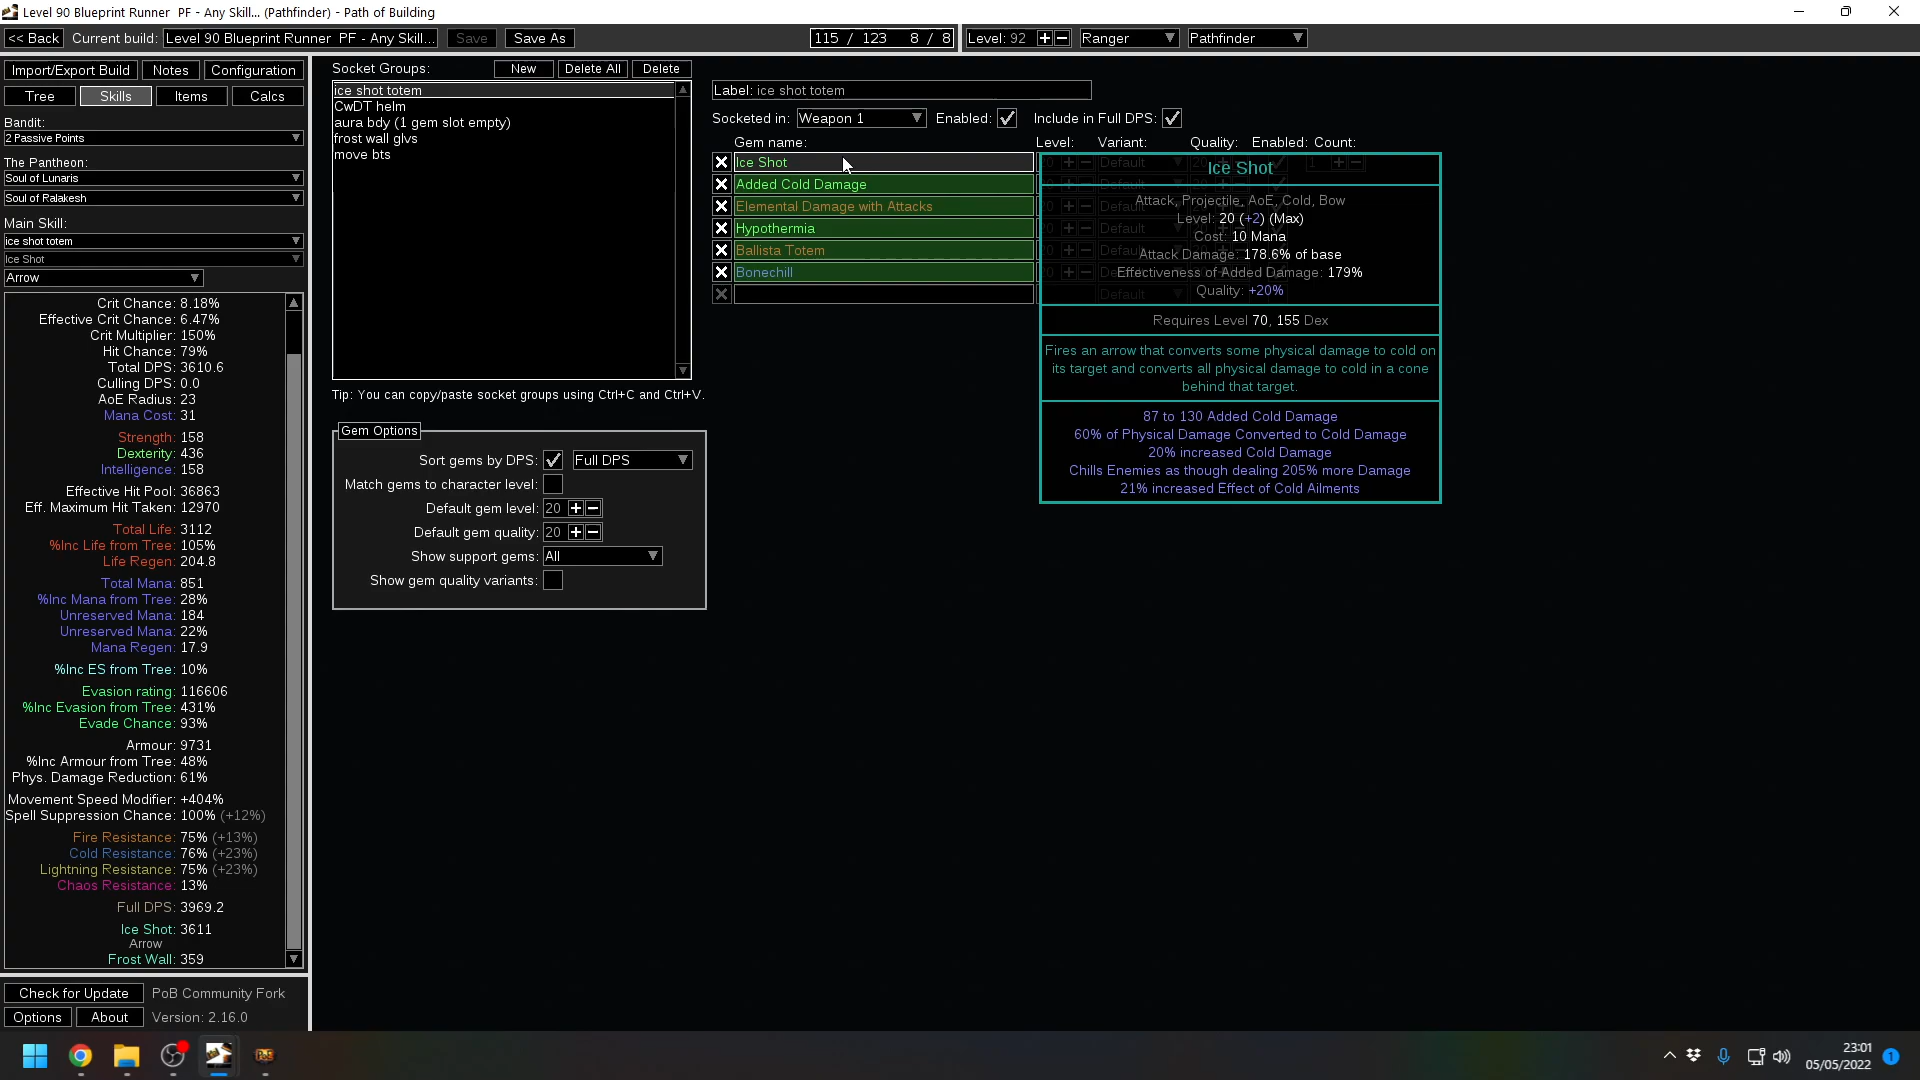 Level 90 Blueprint Runner  PF - Any Skill... (Pathfinder) - Path of Building
<< Back Current build: Level 90 Blueprint Runner  PF - Any Skill... Save Save As 115 / 123 8 / 8 Level: 92 Ranger Pathfinder
Import/Export Build Notes Configuration
Tree Skills Items Calcs
Bandit:
2 Passive Points
The Pantheon:
Soul of Lunaris
Soul of Ralakesh
Main Skill:
ice shot totem
Ice Shot
Arrow
Crit Chance: 8.18%
Effective Crit Chance: 6.47%
Crit Multiplier: 150%
Hit Chance: 79%
Total DPS: 3610.6
Culling DPS: 0.0
AoE Radius: 23
Mana Cost: 31
Strength: 158
Dexterity: 436
Intelligence: 158
Effective Hit Pool: 36863
Eff. Maximum Hit Taken: 12970
Total Life: 3112
%Inc Life from Tree: 105%
Life Regen: 204.8
Total Mana: 851
%Inc Mana from Tree: 28%
Unreserved Mana: 184
Unreserved Mana: 22%
Mana Regen: 17.9
%Inc ES from Tree: 10%
Evasion rating: 116606
%Inc Evasion from Tree: 431%
Evade Chance: 93%
Armour: 9731
%Inc Armour from Tree: 48%
Phys. Damage Reduction: 61%
Movement Speed Modifier: +404%
Spell Suppression Chance: 100% (+12%)
Fire Resistance: 75% (+13%)
Cold Resistance: 76% (+23%)
Lightning Resistance: 75% (+23%)
Chaos Resistance: 13%
Full DPS: 3969.2
Ice Shot: 3611
Arrow
Frost Wall: 359
Check for Update PoB Community Fork
Options About Version: 2.16.0
Socket Groups: New Delete All Delete
ice shot totem
CwDT helm
aura bdy (1 gem slot empty)
frost wall glvs
move bts
Tip: You can copy/paste socket groups using Ctrl+C and Ctrl+V.
Gem Options
Sort gems by DPS: Full DPS
Match gems to character level:
Default gem level: 20
Default gem quality: 20
Show support gems: All
Show gem quality variants:
Label: ice shot totem
Socketed in: Weapon 1 Enabled: Include in Full DPS:
Gem name: Level: Variant: Quality: Enabled: Count:
Ice Shot
Added Cold Damage
Elemental Damage with Attacks
Hypothermia
Ballista Totem
Bonechill
Ice Shot
Attack, Projectile, AoE, Cold, Bow
Level: 20 (+2) (Max)
Cost: 10 Mana
Attack Damage: 178.6% of base
Effectiveness of Added Damage: 179%
Quality: +20%
Requires Level 70, 155 Dex
Fires an arrow that converts some physical damage to cold on
its target and converts all physical damage to cold in a cone
behind that target.
87 to 130 Added Cold Damage
60% of Physical Damage Converted to Cold Damage
20% increased Cold Damage
Chills Enemies as though dealing 205% more Damage
21% increased Effect of Cold Ailments
23:01
05/05/2022
1